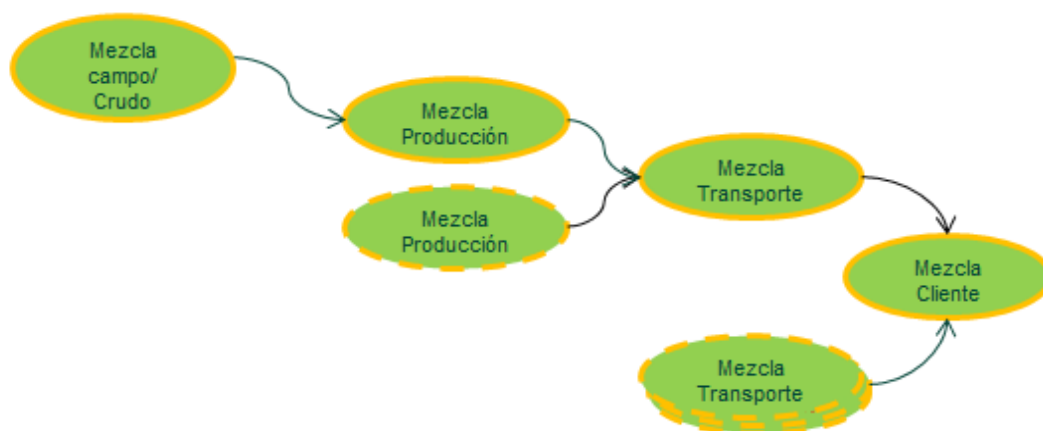 Mezcla
campo/
Crudo
Mezcla
Producción
Mezcla
Producción
Mezcla
Transporte
Mezcla
Cliente
Mezcla
Transporte